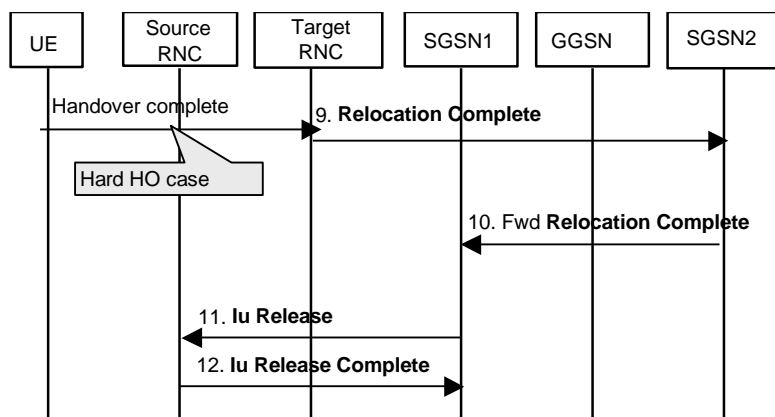 UE
Source
RNC
Target
RNC
SGSN1
GGSN
SGSN2
Handover complete
9. Relocation Complete
Hard HO case
10. Fwd Relocation Complete
11. Iu Release
12. Iu Release Complete